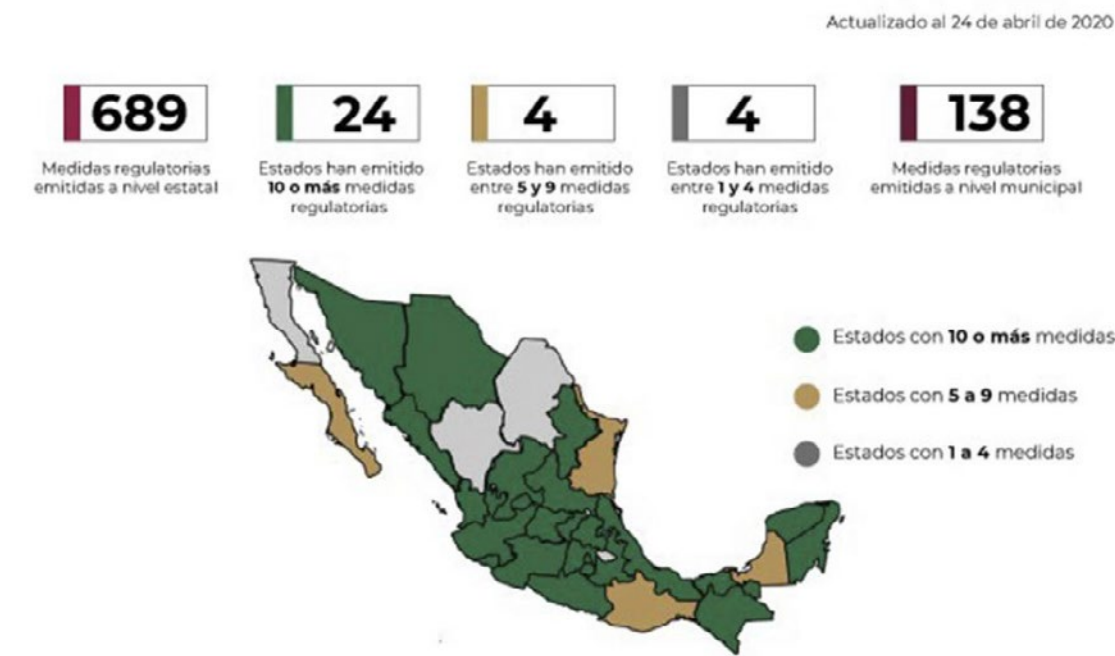 Actualizado al 24 de abril de 2020
689
Medidas regulatorias
emitidas a nivel estatal
24
Estados han emitido
10 o más medidas
regulatorias
4
Estados han emitido
entre 5 y 9 medidas
regulatorias
4
Estados han emitido
entre 1 y 4 medidas
regulatorias
138
Medidas regulatorias
emitidas a nivel municipal
Estados con 10 o más medidas
Estados con 5 a 9 medidas
Estados con 1 a 4 medidas